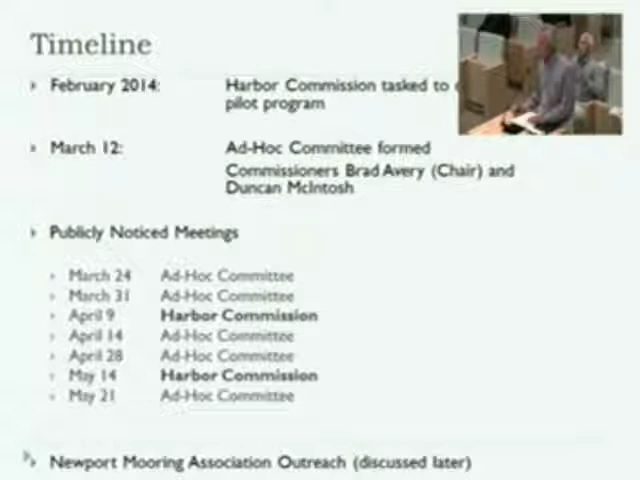 Timeline
February 2014: Harbor Commission tasked to
pilot program
March 12: Ad-Hoc Committee formed
Commissioners Brad Avery (Chair) and
Duncan McIntosh
Publicly Noticed Meetings
March 24 Ad-Hoc Committee
March 31 Ad-Hoc Committee
April 9 Harbor Commission
April 14 Ad-Hoc Committee
April 28 Ad-Hoc Committee
May 14 Harbor Commission
May 21 Ad-Hoc Committee
Newport Mooring Association Outreach (discussed later)